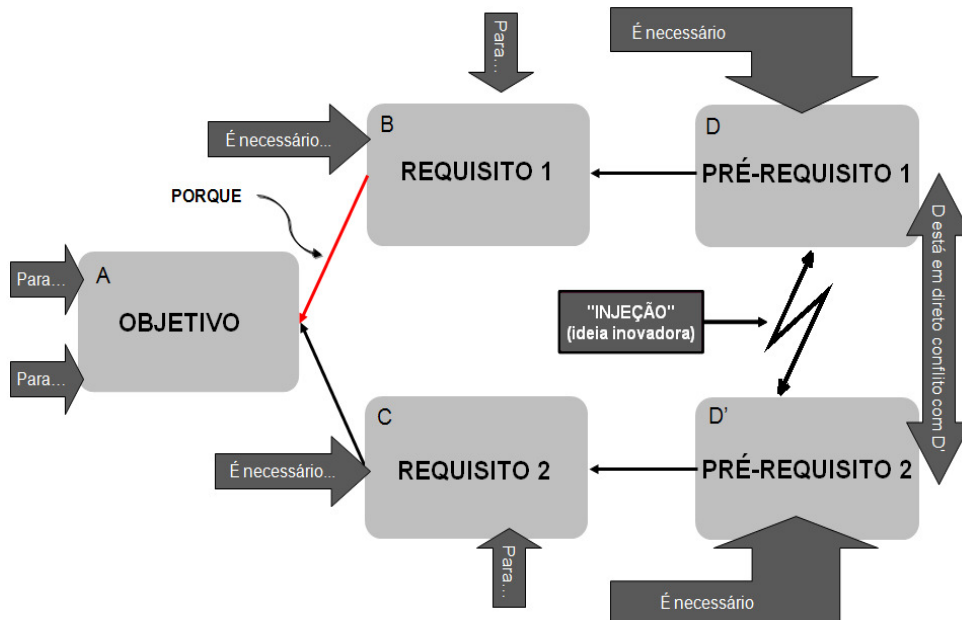 Para...
É necessário
B
D
É necessário...
REQUISITO 1
PRÉ-REQUISITO 1
PORQUE
D está em direto conflito com D'
Para...
A
OBJETIVO
"INJEÇÃO"
(ideia inovadora)
Para...
C
D'
É necessário...
REQUISITO 2
PRÉ-REQUISITO 2
Para...
É necessário